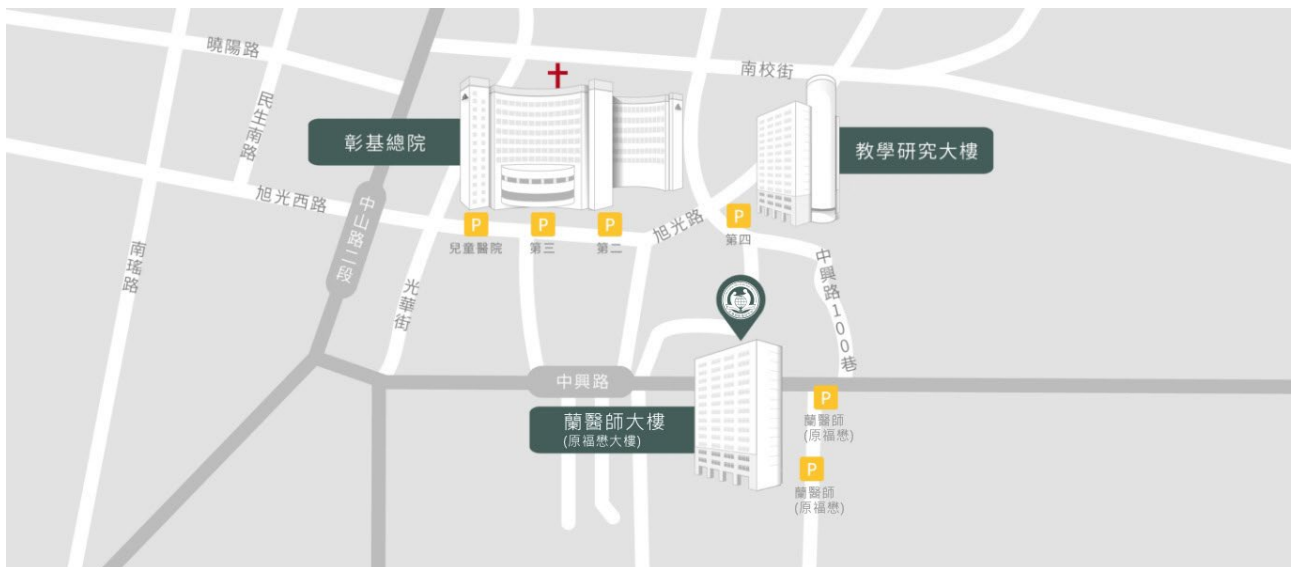 曉陽路
南校街
民生南路
彰基總院
教學研究大樓
旭光西路
中山路二段
P
兒童醫院
P
第三
P
第二
旭光路
P
第四
南瑤路
光華街
中興路100巷
中興路
蘭醫師大樓
(原福懋大樓)
P
蘭醫師
(原福懋)
P
蘭醫師
(原福懋)